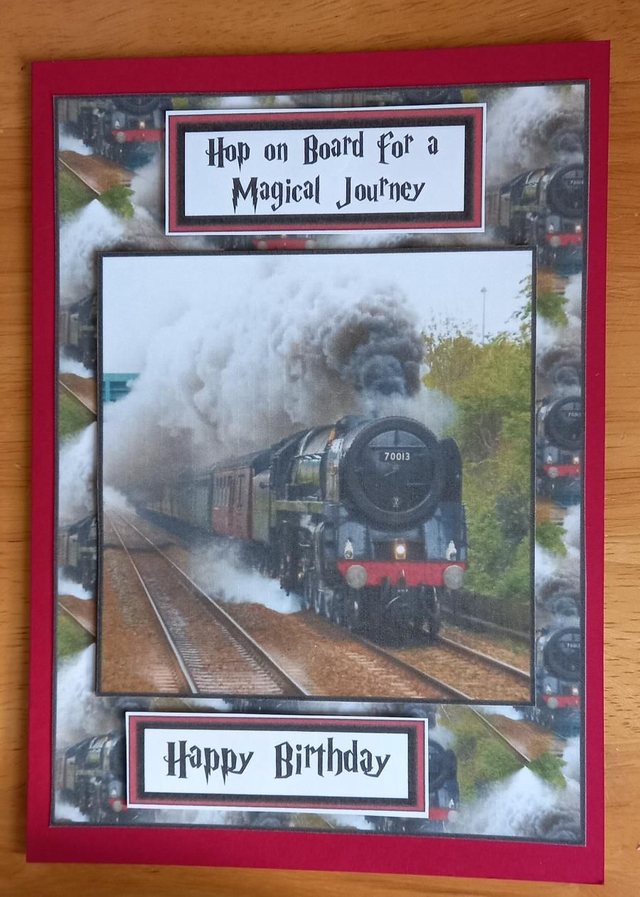 Hop on Board for a
Magical Journey
70013
Happy Birthday